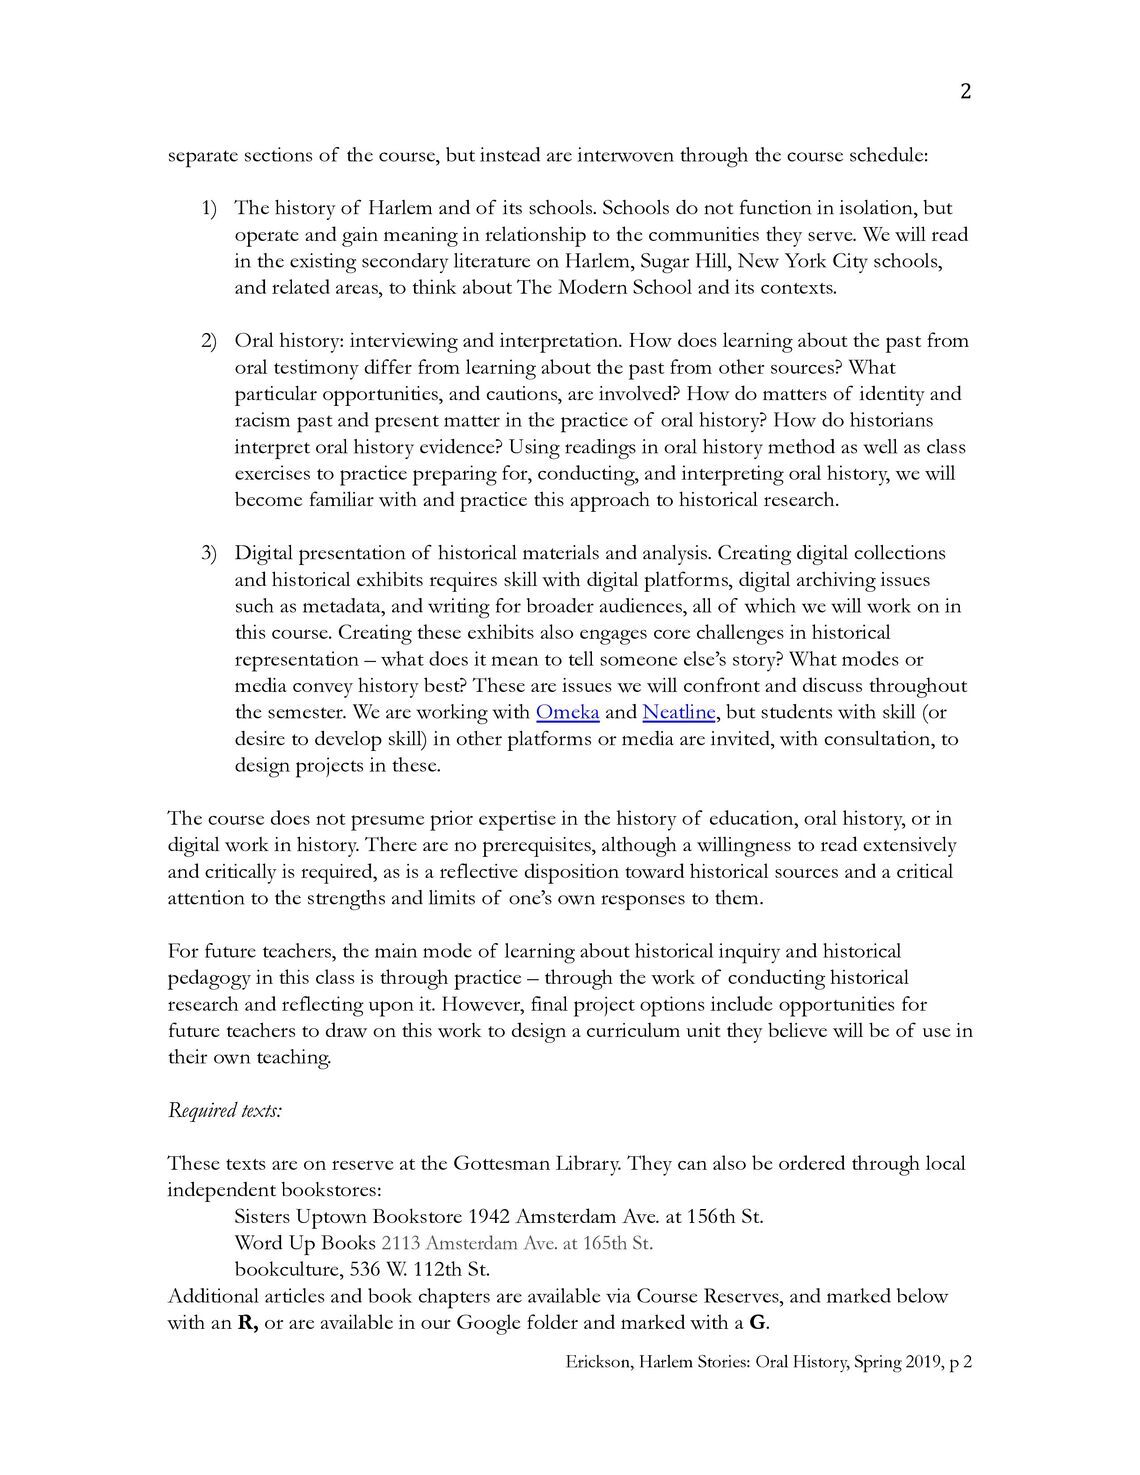 2
separate sections of the course, but instead are interwoven through the course schedule:
1) The history of Harlem and of its schools. Schools do not function in isolation, but
operate and gain meaning in relationship to the communities they serve. We will read
in the existing secondary literature on Harlem, Sugar Hill, New York City schools,
and related areas, to think about The Modern School and its contexts.
2) Oral history: interviewing and interpretation. How does learning about the past from
oral testimony differ from learning about the past from other sources? What
particular opportunities, and cautions, are involved? How do matters of identity and
racism past and present matter in the practice of oral history? How do historians
interpret oral history evidence? Using readings in oral history method as well as class
exercises to practice preparing for, conducting, and interpreting oral history, we will
become familiar with and practice this approach to historical research.
3) Digital presentation of historical materials and analysis. Creating digital collections
and historical exhibits requires skill with digital platforms, digital archiving issues
such as metadata, and writing for broader audiences, all of which we will work on in
this course. Creating these exhibits also engages core challenges in historical
representation – what does it mean to tell someone else’s story? What modes or
media convey history best? These are issues we will confront and discuss throughout
the semester. We are working with Omeka and Neatline, but students with skill (or
desire to develop skill) in other platforms or media are invited, with consultation, to
design projects in these.
The course does not presume prior expertise in the history of education, oral history, or in
digital work in history. There are no prerequisites, although a willingness to read extensively
and critically is required, as is a reflective disposition toward historical sources and a critical
attention to the strengths and limits of one’s own responses to them.
For future teachers, the main mode of learning about historical inquiry and historical
pedagogy in this class is through practice – through the work of conducting historical
research and reflecting upon it. However, final project options include opportunities for
future teachers to draw on this work to design a curriculum unit they believe will be of use in
their own teaching.
Required texts:
These texts are on reserve at the Gottesman Library. They can also be ordered through local
independent bookstores:
Sisters Uptown Bookstore 1942 Amsterdam Ave. at 156th St.
Word Up Books 2113 Amsterdam Ave. at 165th St.
bookculture, 536 W. 112th St.
Additional articles and book chapters are available via Course Reserves, and marked below
with an R, or are available in our Google folder and marked with a G.
Erickson, Harlem Stories: Oral History, Spring 2019, p 2